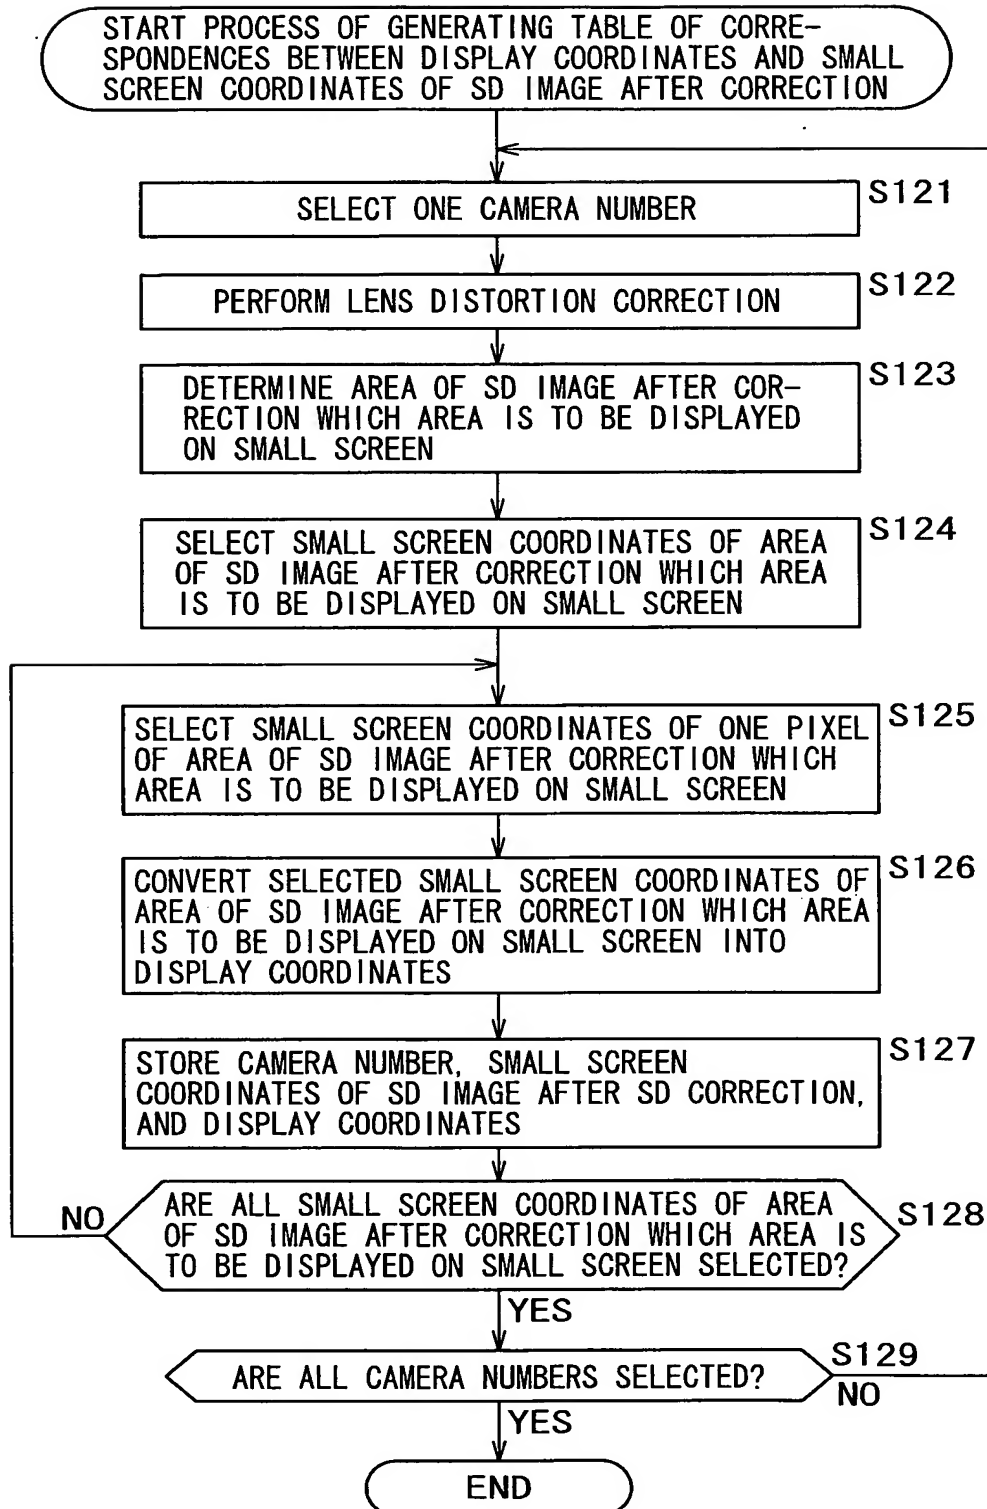 START PROCESS OF GENERATING TABLE OF CORRE-
SPONDENCES BETWEEN DISPLAY COORDINATES AND SMALL
SCREEN COORDINATES OF SD IMAGE AFTER CORRECTION
SELECT ONE CAMERA NUMBER
S121
PERFORM LENS DISTORTION CORRECTION
S122
DETERMINE AREA OF SD IMAGE AFTER COR-
RECTION WHICH AREA IS TO BE DISPLAYED
ON SMALL SCREEN
S123
SELECT SMALL SCREEN COORDINATES OF AREA
OF SD IMAGE AFTER CORRECTION WHICH AREA
IS TO BE DISPLAYED ON SMALL SCREEN
S124
SELECT SMALL SCREEN COORDINATES OF ONE PIXEL
OF AREA OF SD IMAGE AFTER CORRECTION WHICH
AREA IS TO BE DISPLAYED ON SMALL SCREEN
S125
CONVERT SELECTED SMALL SCREEN COORDINATES OF
AREA OF SD IMAGE AFTER CORRECTION WHICH AREA
IS TO BE DISPLAYED ON SMALL SCREEN INTO
DISPLAY COORDINATES
S126
STORE CAMERA NUMBER, SMALL SCREEN
COORDINATES OF SD IMAGE AFTER SD CORRECTION,
AND DISPLAY COORDINATES
S127
ARE ALL SMALL SCREEN COORDINATES OF AREA
OF SD IMAGE AFTER CORRECTION WHICH AREA IS
TO BE DISPLAYED ON SMALL SCREEN SELECTED?
S128
NO
YES
ARE ALL CAMERA NUMBERS SELECTED?
S129
NO
YES
END